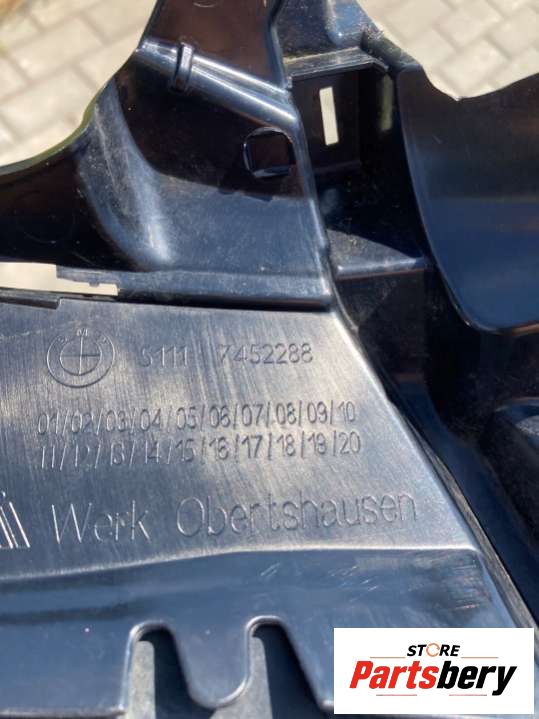 BMW
5111 7452288
01/02/03/04/05/06/07/08/09/10
11/12/13/14/15/16/17/18/19/20
Werk Obertshausen
STORE
Partsbery